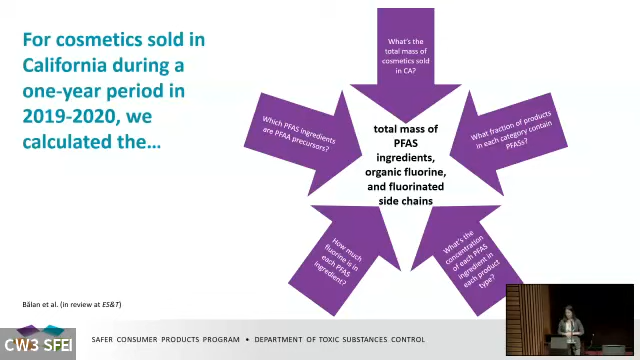 For cosmetics sold in
California during a
one-year period in
2019-2020, we
calculated the...
What's the
total mass of
cosmetics sold
in CA?
Which PFAS ingredients
are PFAA precursors?
What fraction of products
in each category contain
PFASs?
total mass of
PFAS
ingredients,
organic fluorine,
and fluorinated
side chains
How much
fluorine is in
each PFAS
ingredient?
What's the
concentration
of each PFAS
ingredient in
each product
type?
Bălan et al. (in review at ES&T)
CW3 SFEI
SAFER CONSUMER PRODUCTS PROGRAM • DEPARTMENT OF TOXIC SUBSTANCES CONTROL